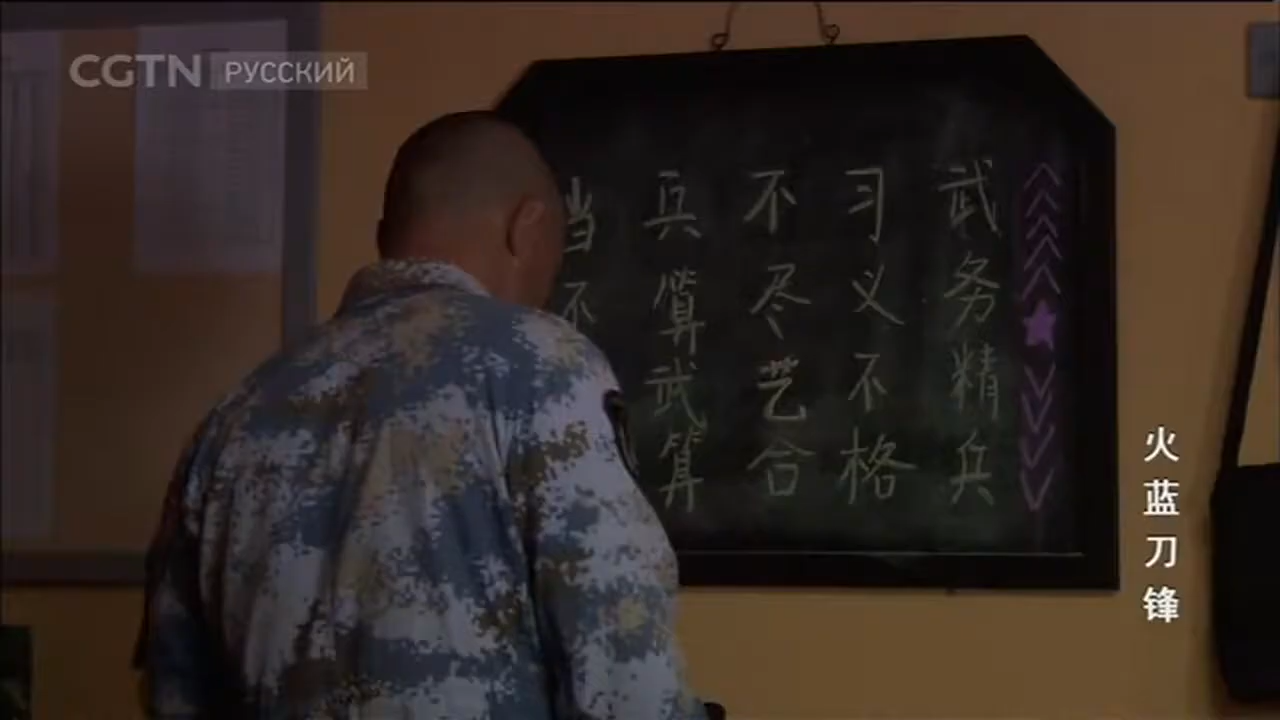 CGTN РУССКИЙ
武务精兵
习义不格
不尽艺合
兵算武算
当不
火蓝刀锋